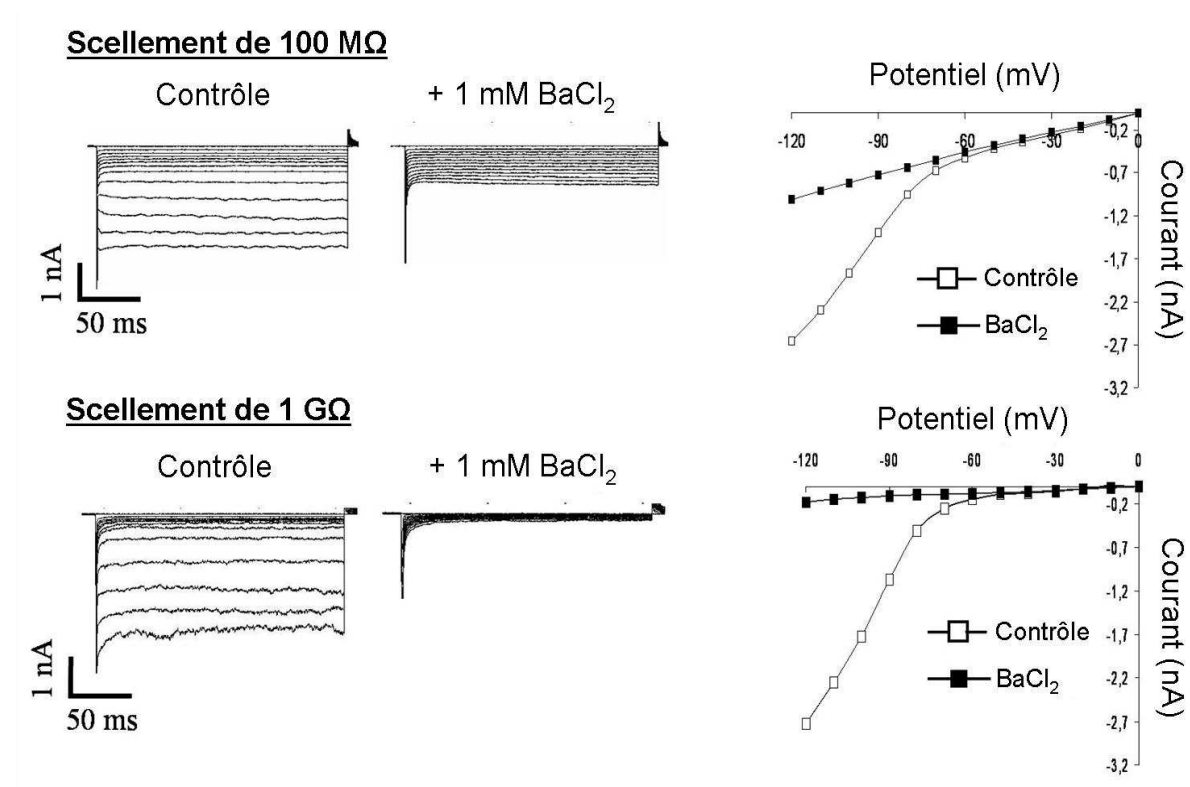 Scellement de 100 MΩ
Contrôle
+ 1 mM BaCl₂
1 nA
50 ms
Potentiel (mV)
-120 -90 -60 -30 0
-0,2
-0,7
-1,2
-1,7
-2,2
-2,7
-3,2
Courant (nA)
Contrôle
BaCl₂
Scellement de 1 GΩ
Contrôle
+ 1 mM BaCl₂
1 nA
50 ms
Potentiel (mV)
-120 -90 -60 -30 0
-0,2
-0,7
-1,2
-1,7
-2,2
-2,7
-3,2
Courant (nA)
Contrôle
BaCl₂